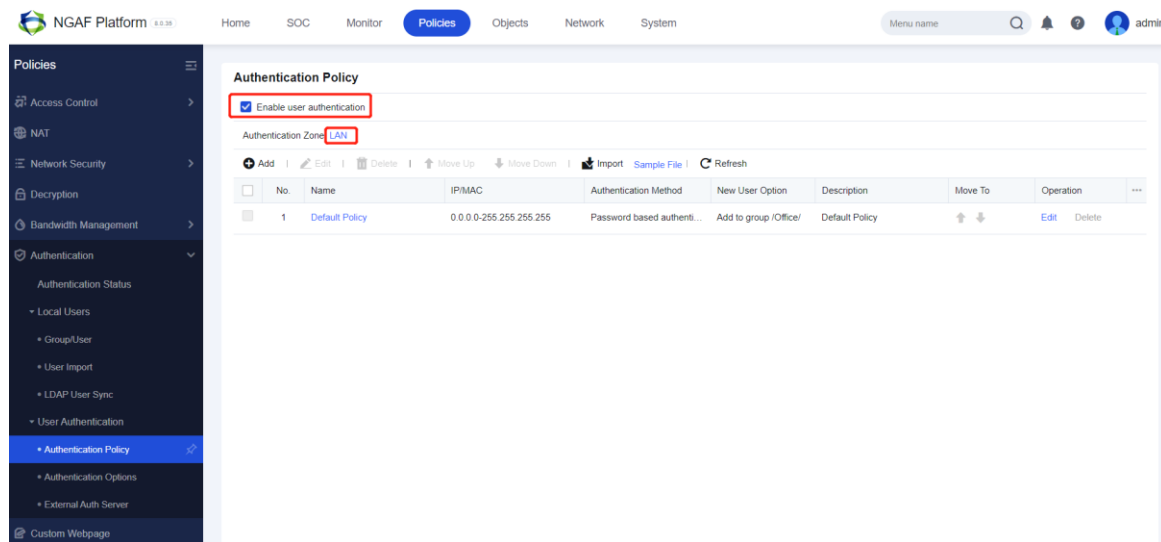 NGAF Platform 8.0.35 Home SOC Monitor Policies Objects Network System Menu name admin
Policies
Access Control
NAT
Network Security
Decryption
Bandwidth Management
Authentication
Authentication Status
Local Users
Group/User
User Import
LDAP User Sync
User Authentication
Authentication Policy
Authentication Options
External Auth Server
Custom Webpage
Authentication Policy
Enable user authentication
Authentication Zone LAN
Add Edit Delete Move Up Move Down Import Sample File Refresh
No. Name IP/MAC Authentication Method New User Option Description Move To Operation
1 Default Policy 0.0.0.0-255.255.255.255 Password based authenti... Add to group /Office/ Default Policy Edit Delete